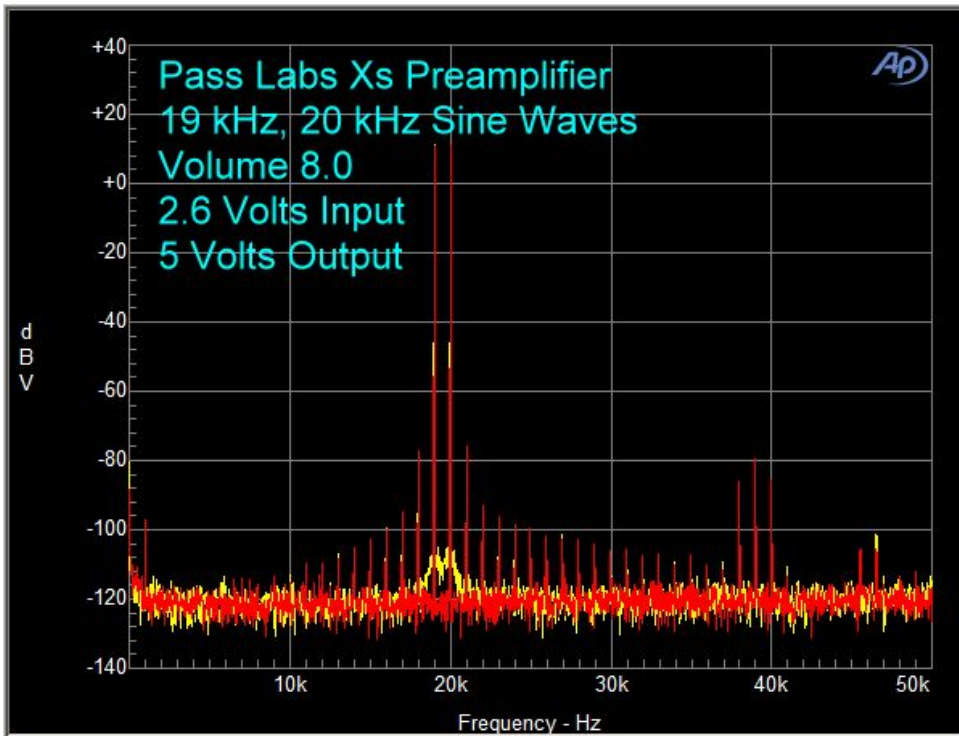 +40
Pass Labs Xs Preamplifier
AP
+20
19 kHz, 20 kHz Sine Waves
Volume 8.0
+0
2.6 Volts Input
-20
5 Volts Output
-40
d
B
V
-60
-80
-100
-120
-140
10k 20k 30k 40k 50k
Frequency - Hz